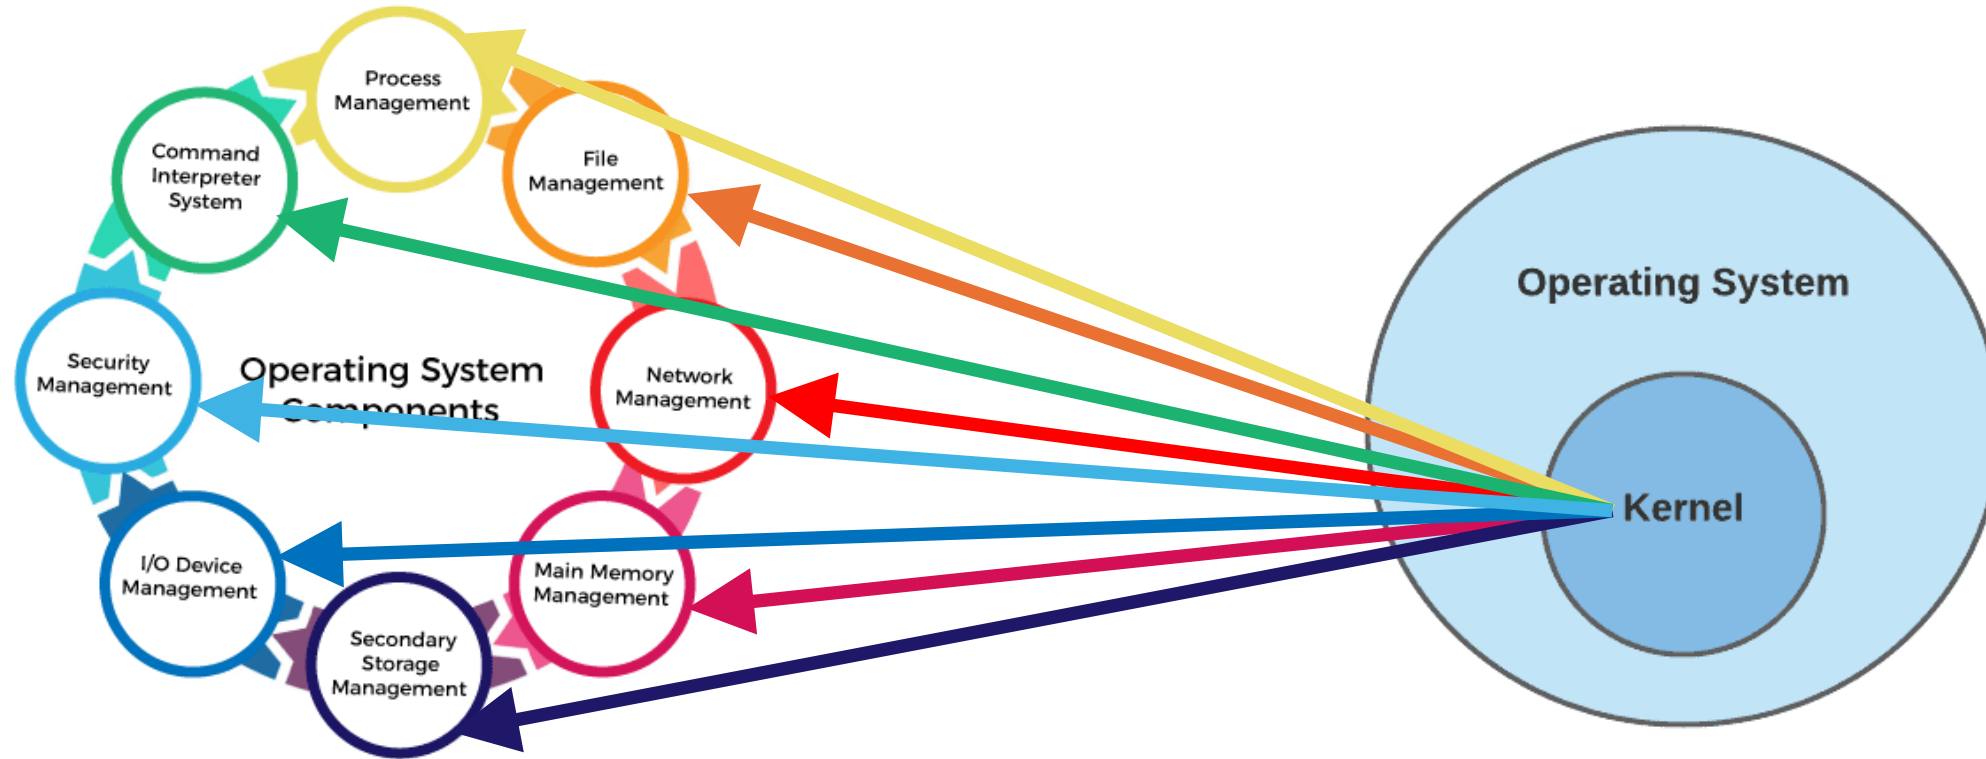 Process
Management
File
Management
Command
Interpreter
System
Network
Management
Security
Management
Operating System
Components
I/O Device
Management
Main Memory
Management
Secondary
Storage
Management
Operating System
Kernel